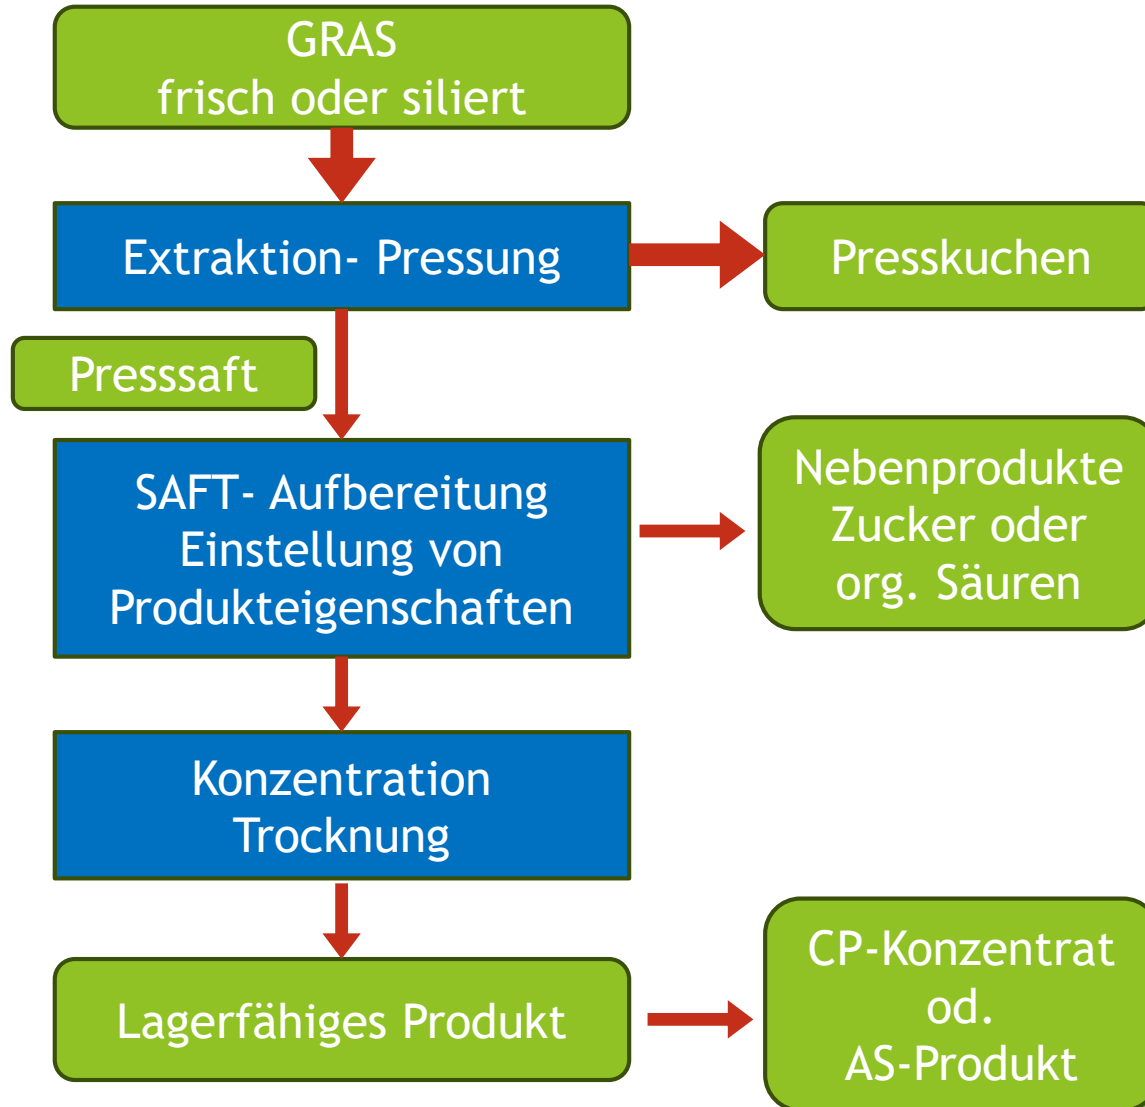 GRAS
frisch oder siliert
Extraktion- Pressung
Presskuchen
Presssaft
SAFT- Aufbereitung
Einstellung von
Produkteigenschaften
Nebenprodukte
Zucker oder
org. Säuren
Konzentration
Trocknung
Lagerfähiges Produkt
CP-Konzentrat
od.
AS-Produkt